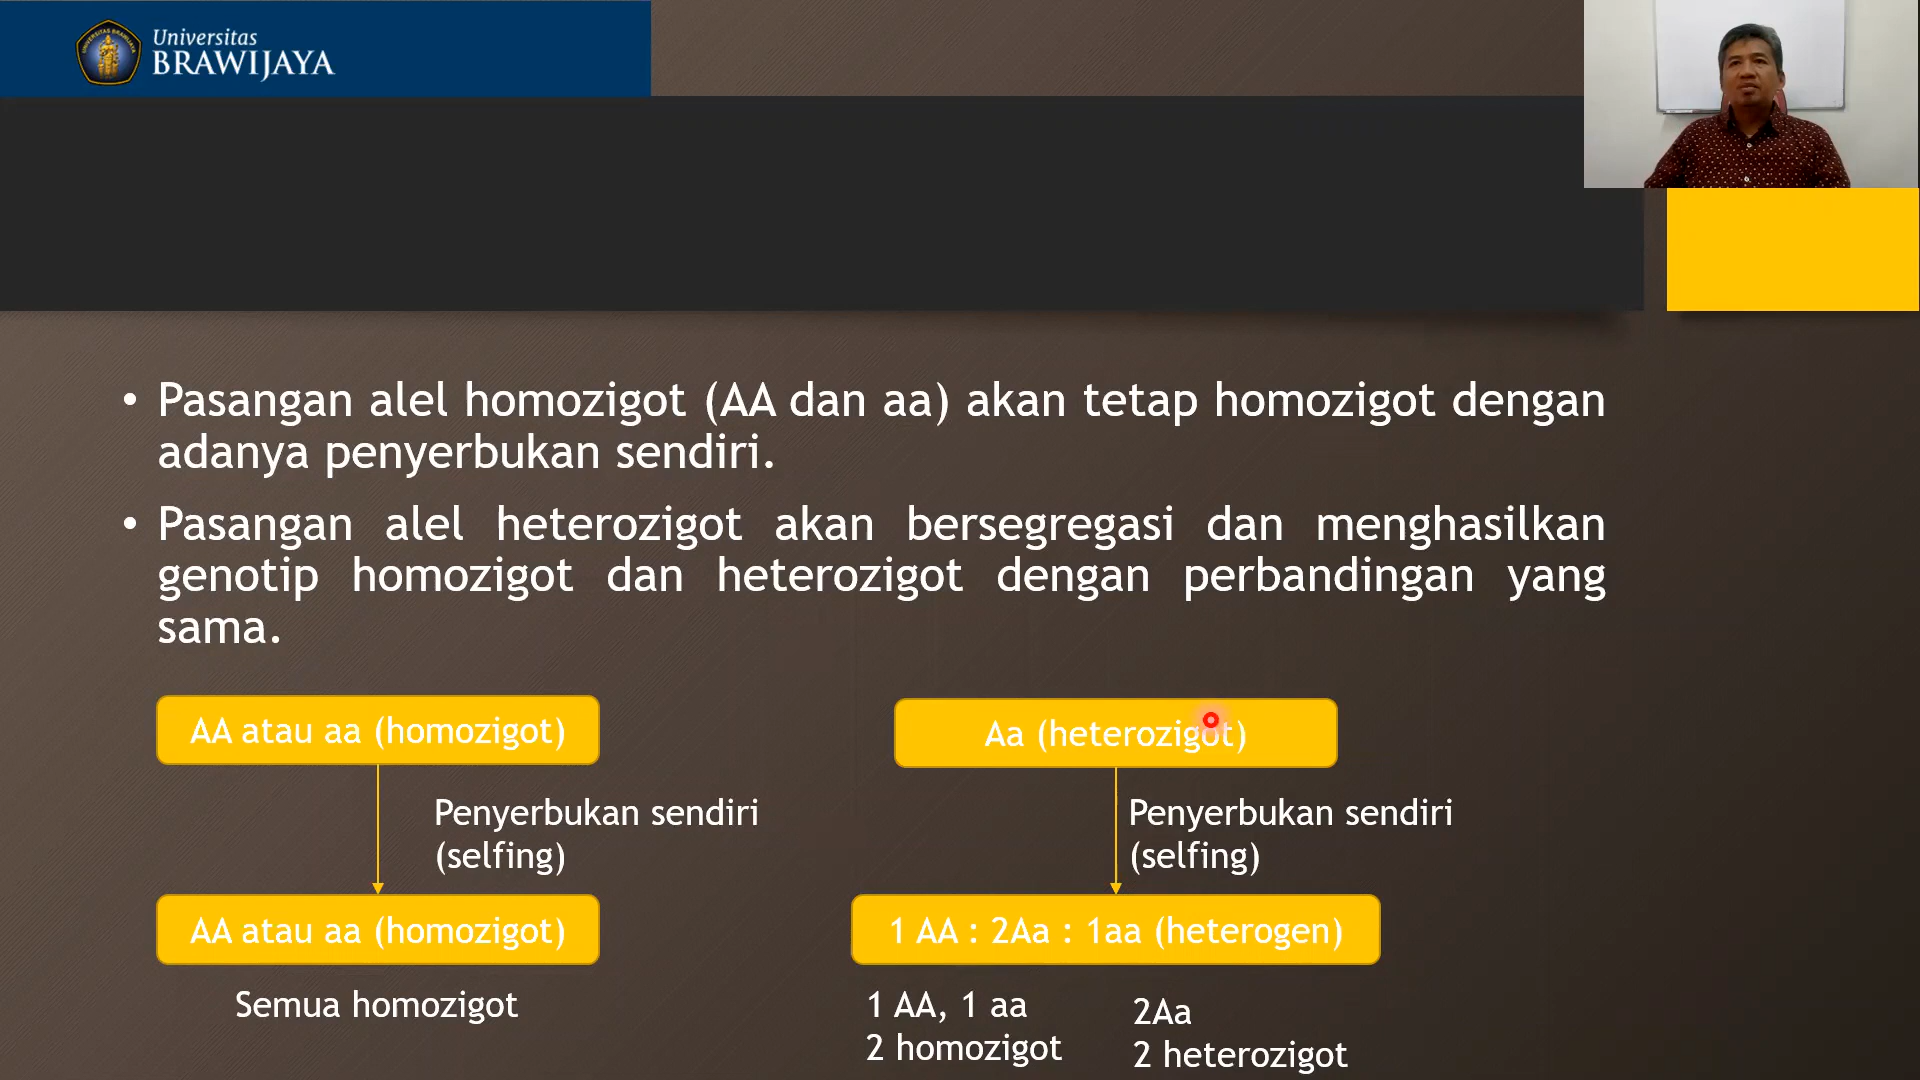 Universitas
BRAWIJAYA
• Pasangan alel homozigot (AA dan aa) akan tetap homozigot dengan
adanya penyerbukan sendiri.
• Pasangan alel heterozigot akan bersegregasi dan menghasilkan
genotip homozigot dan heterozigot dengan perbandingan yang
sama.
AA atau aa (homozigot)
Penyerbukan sendiri
(selfing)
AA atau aa (homozigot)
Semua homozigot
Aa (heterozigot)
Penyerbukan sendiri
(selfing)
1 AA : 2Aa : 1aa (heterogen)
1 AA, 1 aa
2 homozigot
2Aa
2 heterozigot